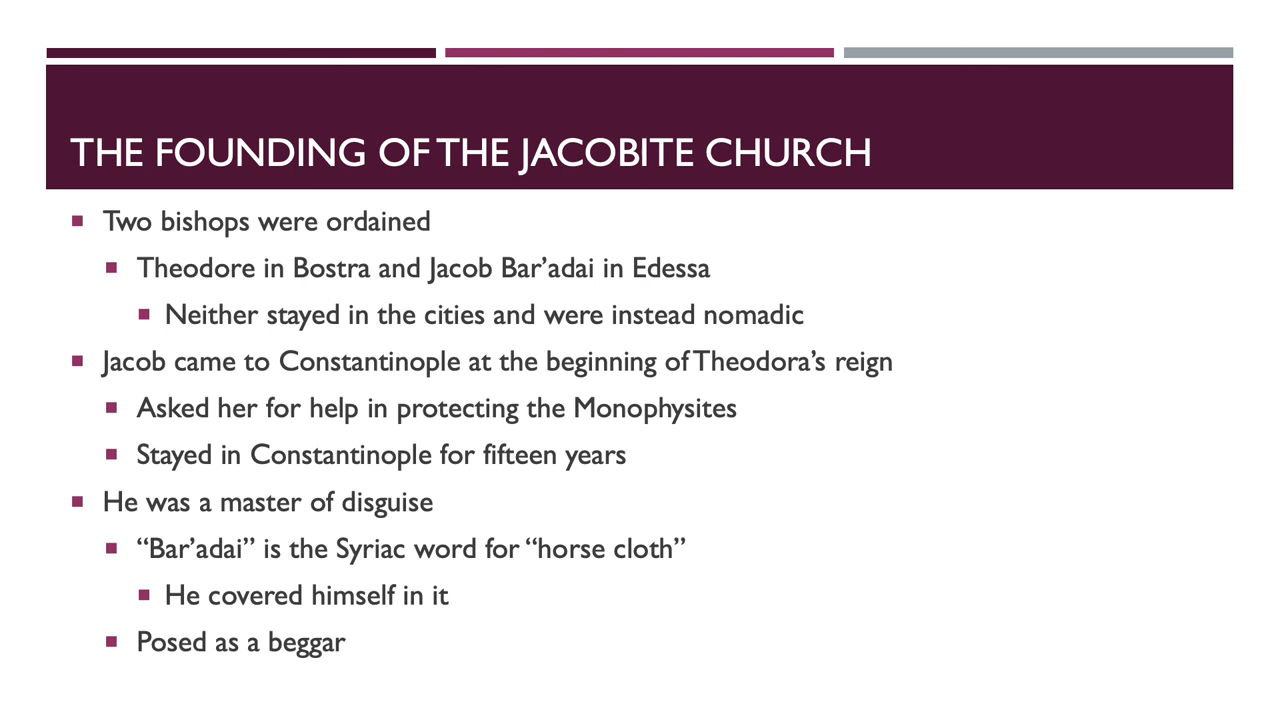 THE FOUNDING OF THE JACOBITE CHURCH
Two bishops were ordained
Theodore in Bostra and Jacob Bar’adai in Edessa
Neither stayed in the cities and were instead nomadic
Jacob came to Constantinople at the beginning of Theodora’s reign
Asked her for help in protecting the Monophysites
Stayed in Constantinople for fifteen years
He was a master of disguise
“Bar’adai” is the Syriac word for “horse cloth”
He covered himself in it
Posed as a beggar